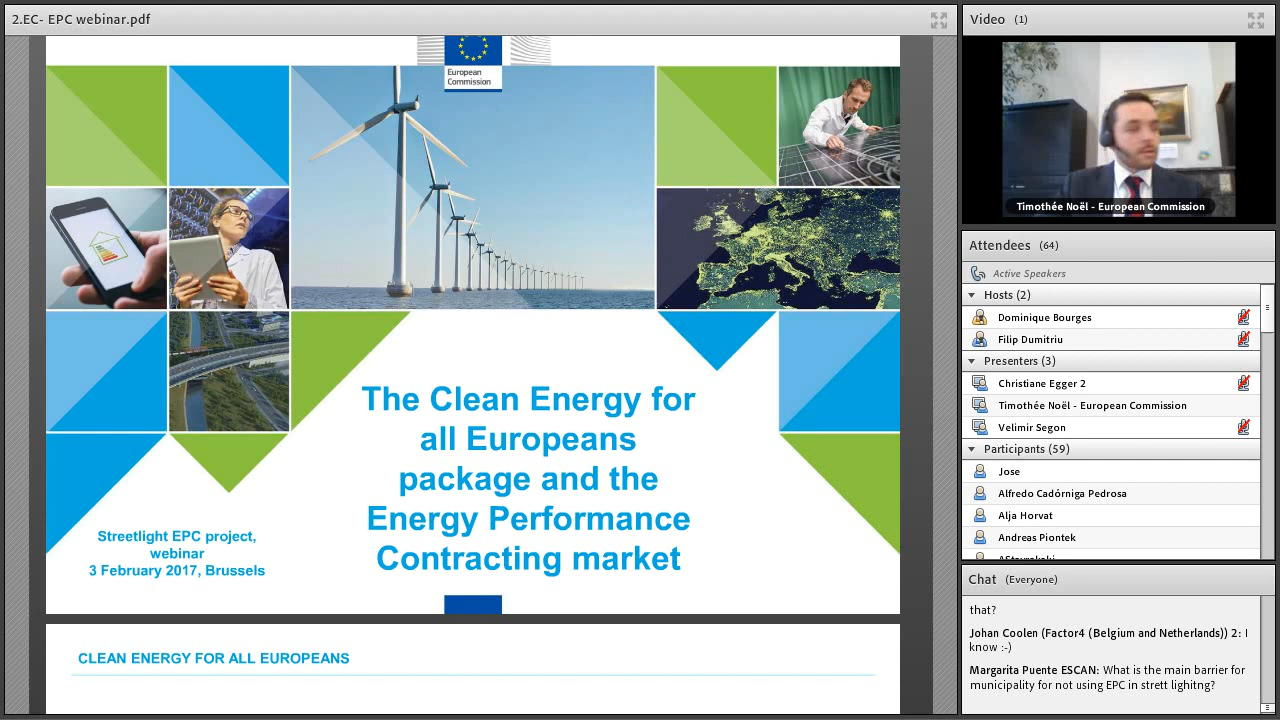 2.EC- EPC webinar.pdf
European
Commission
The Clean Energy for
all Europeans
package and the
Energy Performance
Contracting market
Streetlight EPC project,
webinar
3 February 2017, Brussels
CLEAN ENERGY FOR ALL EUROPEANS
Video (1)
Timothée Noël - European Commission
Attendees (64)
Active Speakers
Hosts (2)
Dominique Bourges
Filip Dumitriu
Presenters (3)
Christiane Egger 2
Timothée Noël - European Commission
Velimir Segon
Participants (59)
Jose
Alfredo Cadórniga Pedrosa
Alja Horvat
Andreas Piontek
Chat (Everyone)
that?
Johan Coolen (Factor4 (Belgium and Netherlands)) 2: I
know :-)
Margarita Puente ESCAN: What is the main barrier for
municipality for not using EPC in strett lighitng?